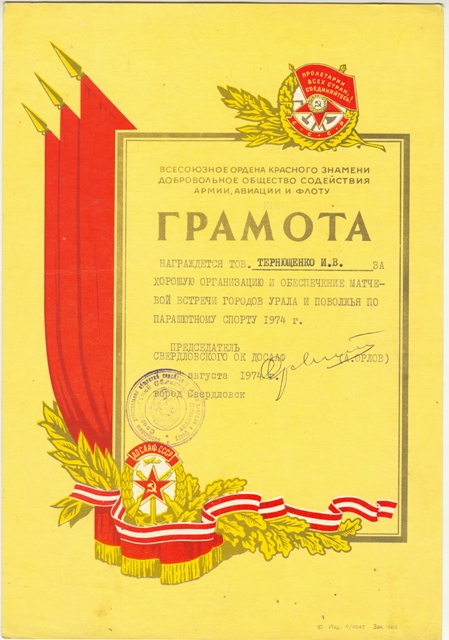 ПРОЛЕТАРИИ
ВСЕХ СТРАН,
СОЕДИНЯЙТЕСЬ!
С·С·С·Р
ВСЕСОЮЗНОЕ ОРДЕНА КРАСНОГО ЗНАМЕНИ
ДОБРОВОЛЬНОЕ ОБЩЕСТВО СОДЕЙСТВИЯ
АРМИИ, АВИАЦИИ И ФЛОТУ
ГРАМОТА
НАГРАЖДЕТСЯ ТОВ. ТЕРНЮЩЕНКО И.В. ЗА
ХОРОШУЮ ОРГАНИЗАЦИЮ И ОБЕСПЕЧЕНИЕ МАТЧЕ-
ВОЙ ВСТРЕЧИ ГОРОДОВ УРАЛА И ПОВОЛЖЬЯ ПО
ПАРАШЮТНОМУ СПОРТУ 1974 г.
ПРЕДСЕДАТЕЛЬ
СВЕРДЛОВСКОГО ОК ДОСААФ (А.ОРЛОВ)
августа 1974 г.
город Свердловск
ДОСААФ СССР